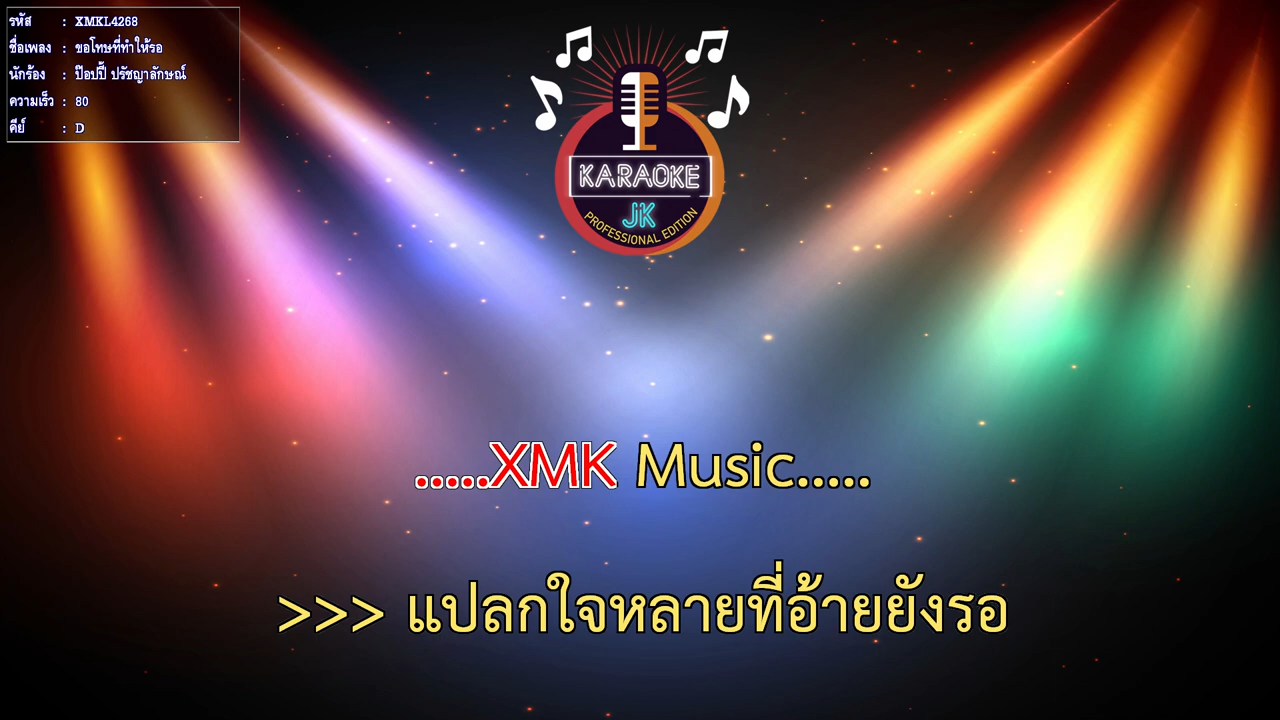 รหัส : XMKL4268
ชื่อเพลง : ขอโทษที่ทำให้รอ
นักร้อง : ป๊อปปี้ ปรัชญาลักษณ์
ความเร็ว : 80
คีย์ : D
KARAOKE
JK
PROFESSIONAL EDITION
.....XMK Music.....
>>> แปลกใจหลายที่อ้ายยังรอ